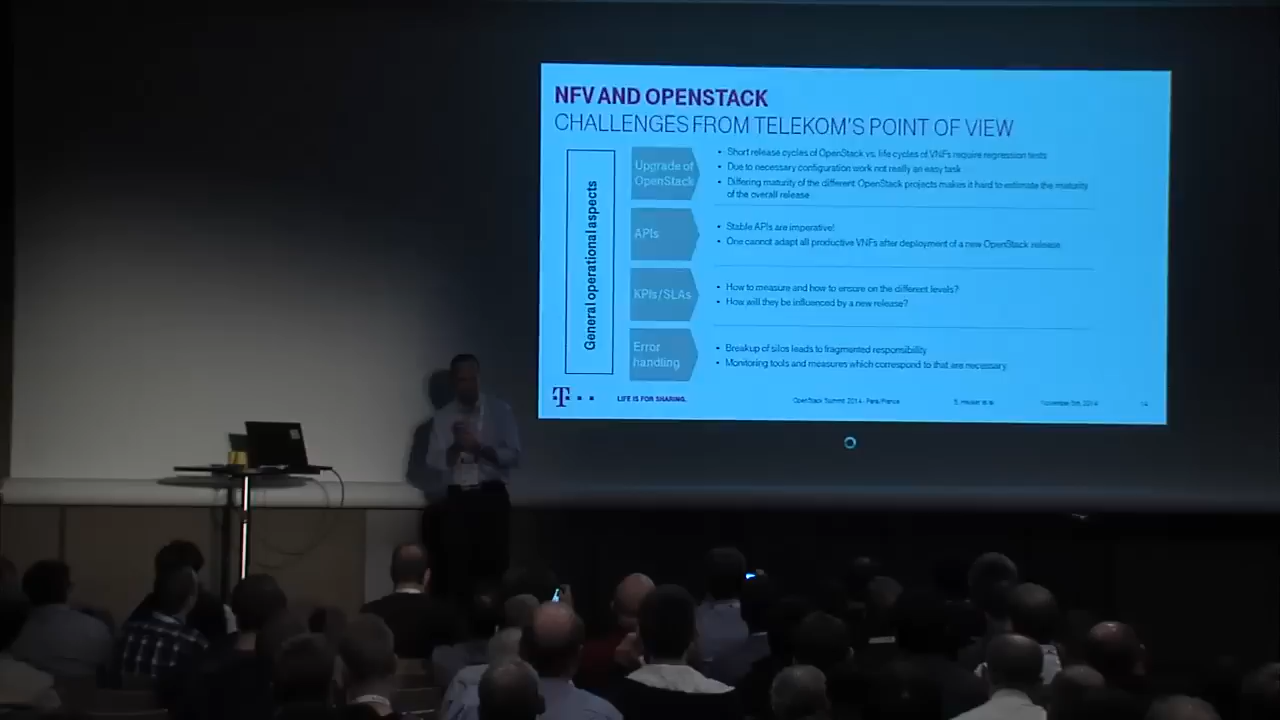 NFV AND OPENSTACK
CHALLENGES FROM TELEKOM'S POINT OF VIEW
General operational aspects
Upgrade of
OpenStack
• Short release cycles of OpenStack vs. life cycles of VNFs require regression tests
• Due to necessary configuration work not really an easy task
• Differing maturity of the different OpenStack projects makes it hard to estimate the maturity
of the overall release
APIs
• Stable APIs are imperative!
• One cannot adapt all productive VNFs after deployment of a new OpenStack release
KPIs/SLAs
• How to measure and how to ensure on the different levels?
• How will they be influenced by a new release?
Error
handling
• Breakup of silos leads to fragmented responsibility
• Monitoring tools and measures which correspond to that are necessary
T
LIFE IS FOR SHARING.
OpenStack Summit 2014 - Paris/France
November 2014
14